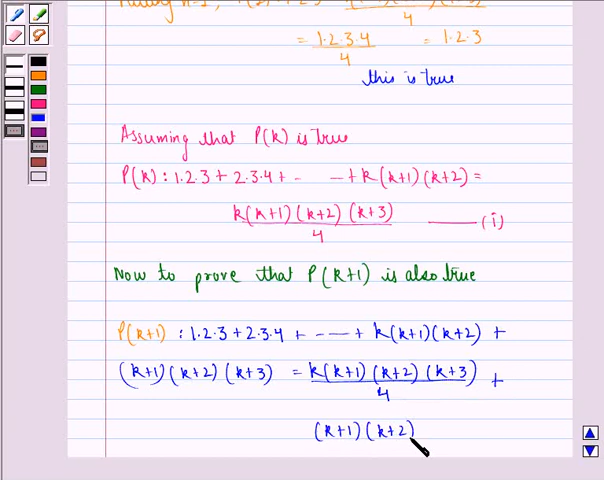 = 1·2·3·4/4 = 1·2·3
this is true
Assuming that P(k) is true
P(k) : 1·2·3 + 2·3·4 + - - + k(k+1)(k+2) =
k(k+1)(k+2)(k+3)/4 —— (i)
Now to prove that P(k+1) is also true
P(k+1) : 1·2·3 + 2·3·4 + - - - + k(k+1)(k+2) +
(k+1)(k+2)(k+3) = k(k+1)(k+2)(k+3)/4 +
(k+1)(k+2)